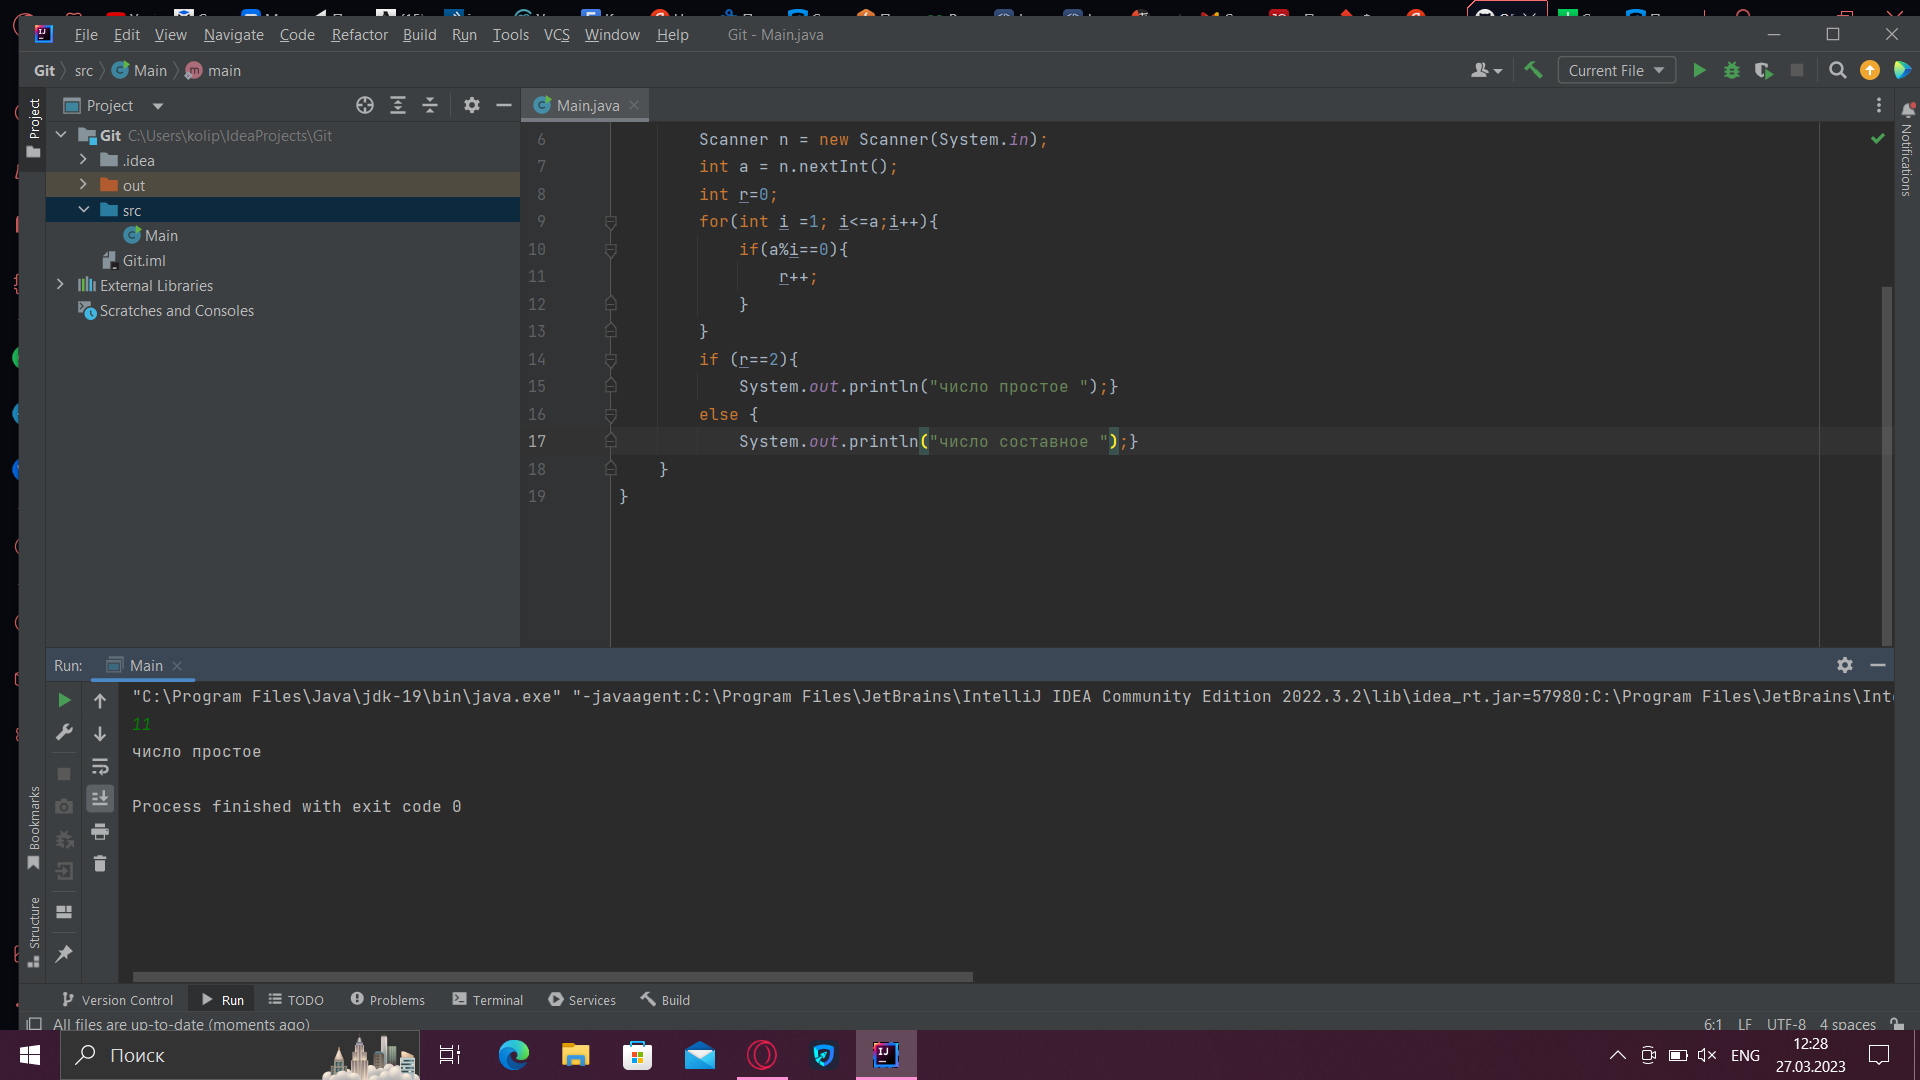 File Edit View Navigate Code Refactor Build Run Tools VCS Window Help Git - Main.java
Git src Main main
Current File
Project
Main.java
Git C:\Users\kolip\IdeaProjects\Git
.idea
out
src
Main
Git.iml
External Libraries
Scratches and Consoles
6 Scanner n = new Scanner(System.in);
7 int a = n.nextInt();
8 int r=0;
9 for(int i =1; i<=a;i++){
10 if(a%i==0){
11 r++;
12 }
13 }
14 if (r==2){
15 System.out.println("число простое ");}
16 else {
17 System.out.println("число составное ");}
18 }
19 }
Project
Bookmarks
Structure
Notifications
Run: Main
"C:\Program Files\Java\jdk-19\bin\java.exe" "-javaagent:C:\Program Files\JetBrains\IntelliJ IDEA Community Edition 2022.3.2\lib\idea_rt.jar=57980:C:\Program Files\JetBrains\Inte
11
число простое
Process finished with exit code 0
Version Control Run TODO Problems Terminal Services Build
All files are up-to-date (moments ago)
6:1 LF UTF-8 4 spaces
Поиск
ENG
12:28
27.03.2023